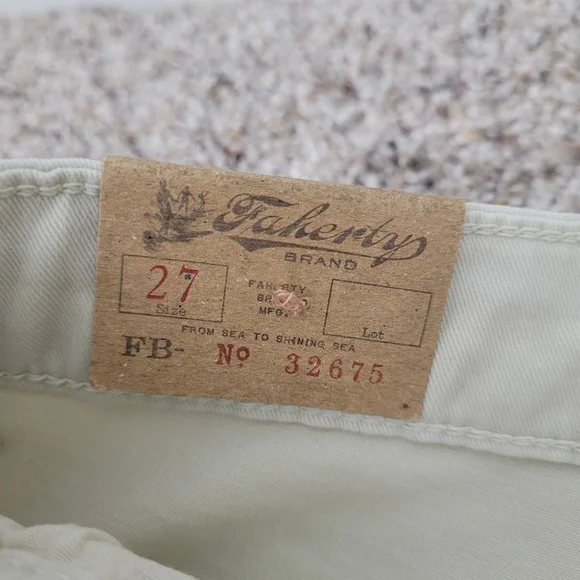 Faherty
BRAND
27
Size
FAHERTY
MFG.
Lot
FROM SEA TO SHINING SEA
FB- No 32675